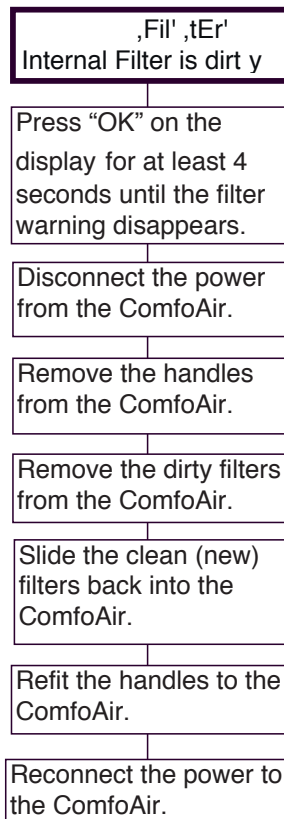 ,Fil' ,tEr'
Internal Filter is dirt y
Press “OK” on the
display for at least 4
seconds until the filter
warning disappears.
Disconnect the power
from the ComfoAir.
Remove the handles
from the ComfoAir.
Remove the dirty filters
from the ComfoAir.
Slide the clean (new)
filters back into the
ComfoAir.
Refit the handles to the
ComfoAir.
Reconnect the power to
the ComfoAir.